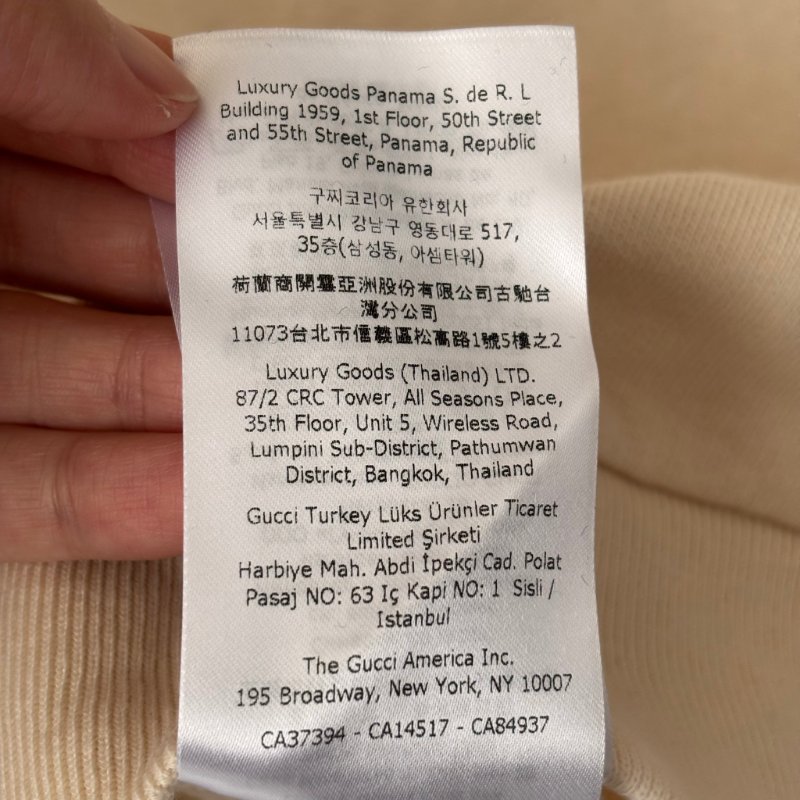 Luxury Goods Panama S. de R. L
Building 1959, 1st Floor, 50th Street
and 55th Street, Panama, Republic
of Panama
구찌코리아 유한회사
서울특별시 강남구 영동대로 517,
35층(삼성동, 아셈타워)
荷蘭商開雲亞洲股份有限公司古馳台
灣分公司
11073台北市信義區松高路1號5樓之2
Luxury Goods (Thailand) LTD.
87/2 CRC Tower, All Seasons Place,
35th Floor, Unit 5, Wireless Road,
Lumpini Sub-District, Pathumwan
District, Bangkok, Thailand
Gucci Turkey Lüks Ürünler Ticaret
Limited Şirketi
Harbiye Mah. Abdi İpekçi Cad. Polat
Pasaj NO: 63 Iç Kapi NO: 1 Sisli /
Istanbul
The Gucci America Inc.
195 Broadway, New York, NY 10007
CA37394 - CA14517 - CA84937